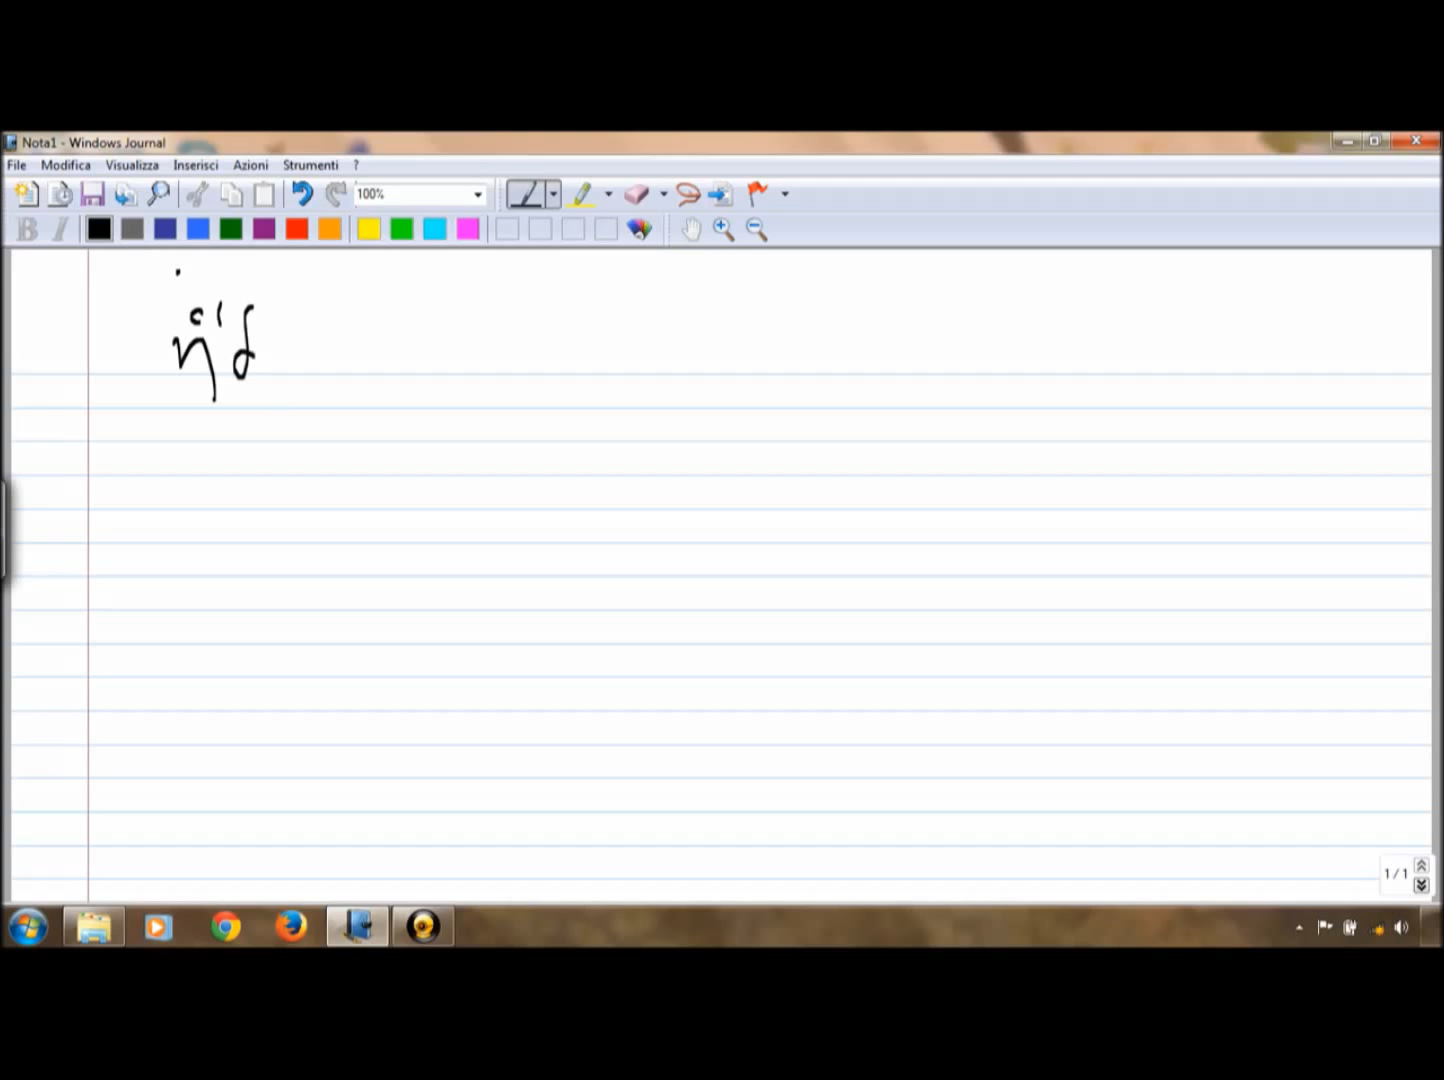 Nota1 - Windows Journal
File Modifica Visualizza Inserisci Azioni Strumenti ?
100%
B I
ἥδ
1 / 1